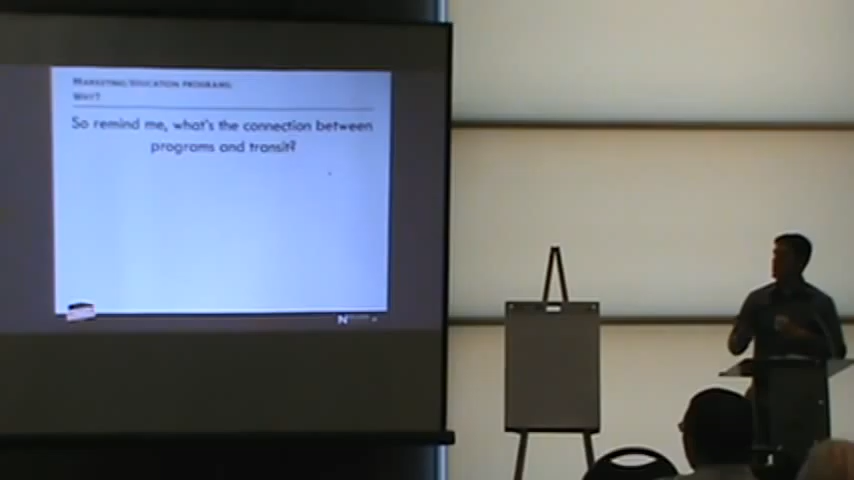 MARKETING/EDUCATION PROGRAMS:
WHY?
So remind me, what's the connection between
programs and transit?
N